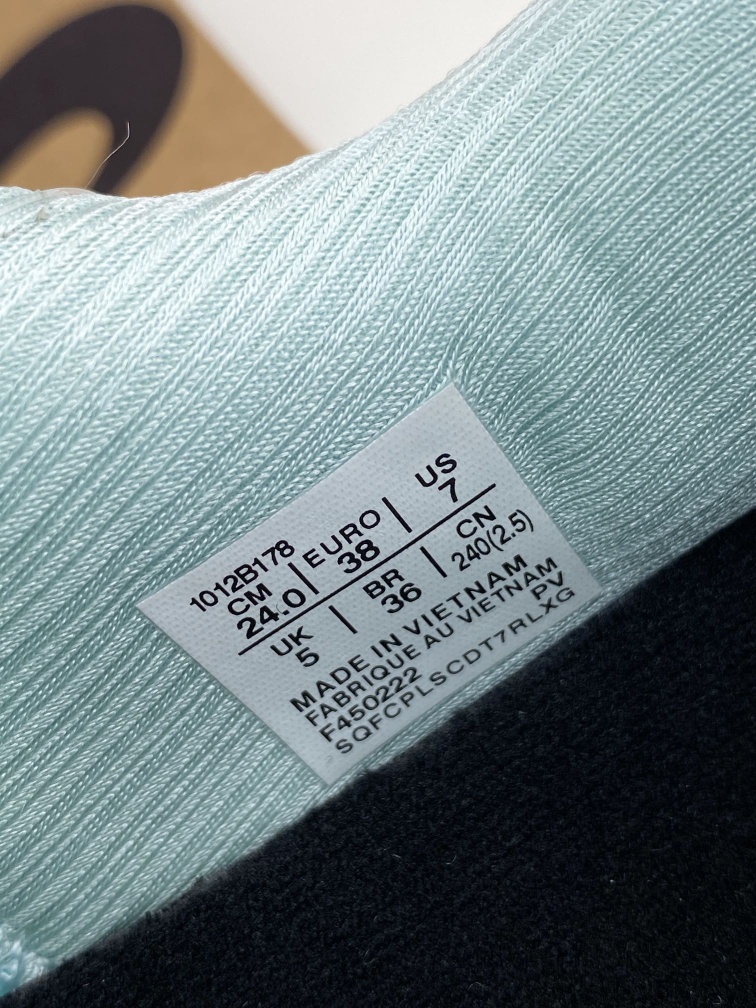 1012B178
CM | EURO | US
24.0 | 38 | 7
UK | BR | CN
5 | 36 | 240(2.5)
MADE IN VIETNAM
FABRIQUE AU VIETNAM
F450222 PV
SQFCPLSCDT7RLXG